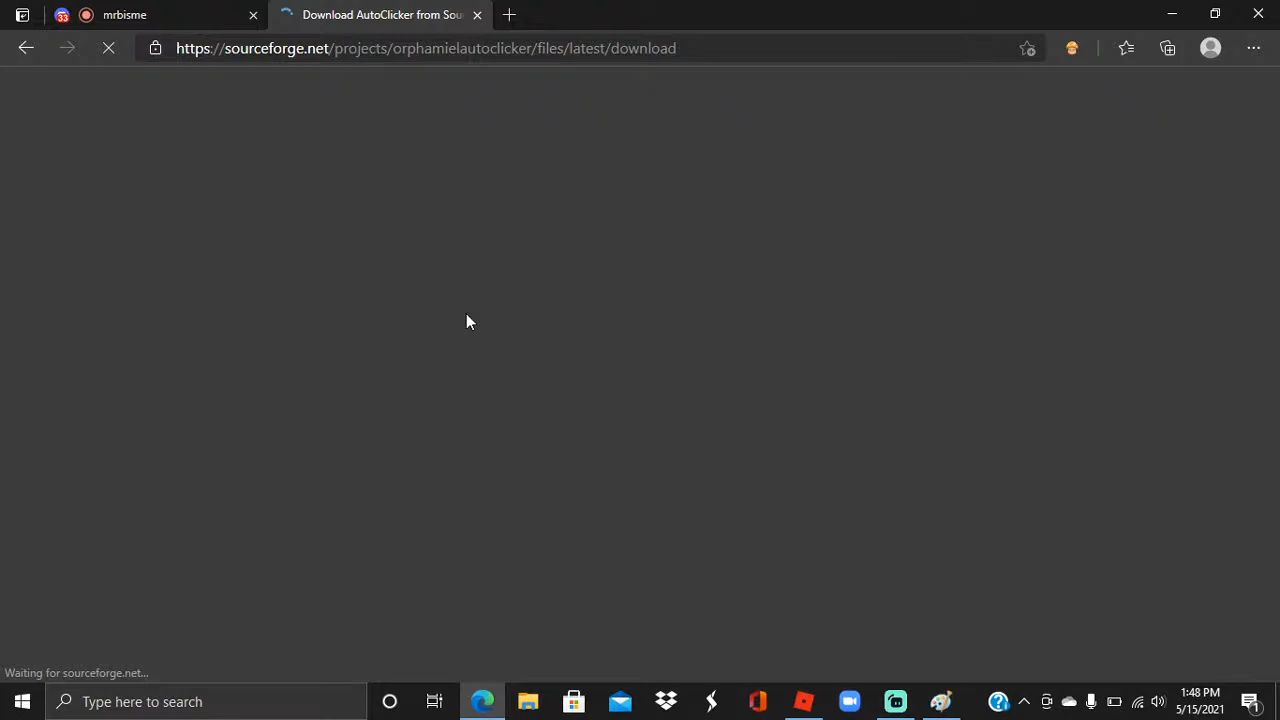 33
mrbisme
Download AutoClicker from Sou
https://sourceforge.net/projects/orphamielautoclicker/files/latest/download
Waiting for sourceforge.net...
Type here to search
1:48 PM
5/15/2021
1